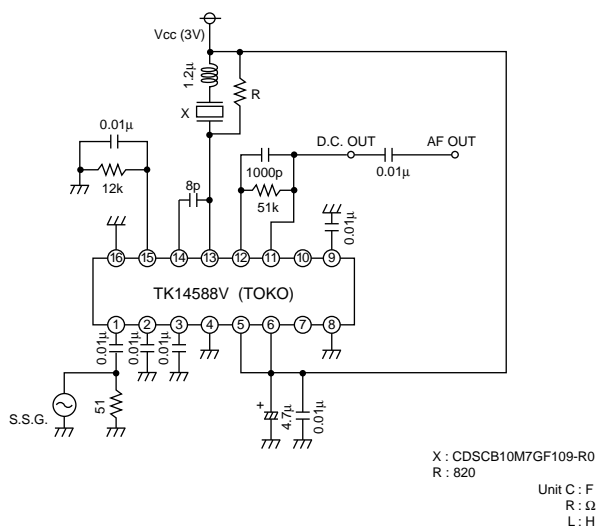 Vcc (3V)
1.2µ
R
X
0.01µ
12k
D.C. OUT
AF OUT
1000p
51k
0.01µ
8p
0.01µ
16 15 14 13 12 11 10 9
TK14588V (TOKO)
1 2 3 4 5 6 7 8
0.01µ
0.01µ
0.01µ
S.S.G.
51
+
4.7µ
0.01µ
X : CDSCB10M7GF109-R0
R : 820
Unit C : F
R : Ω
L : H